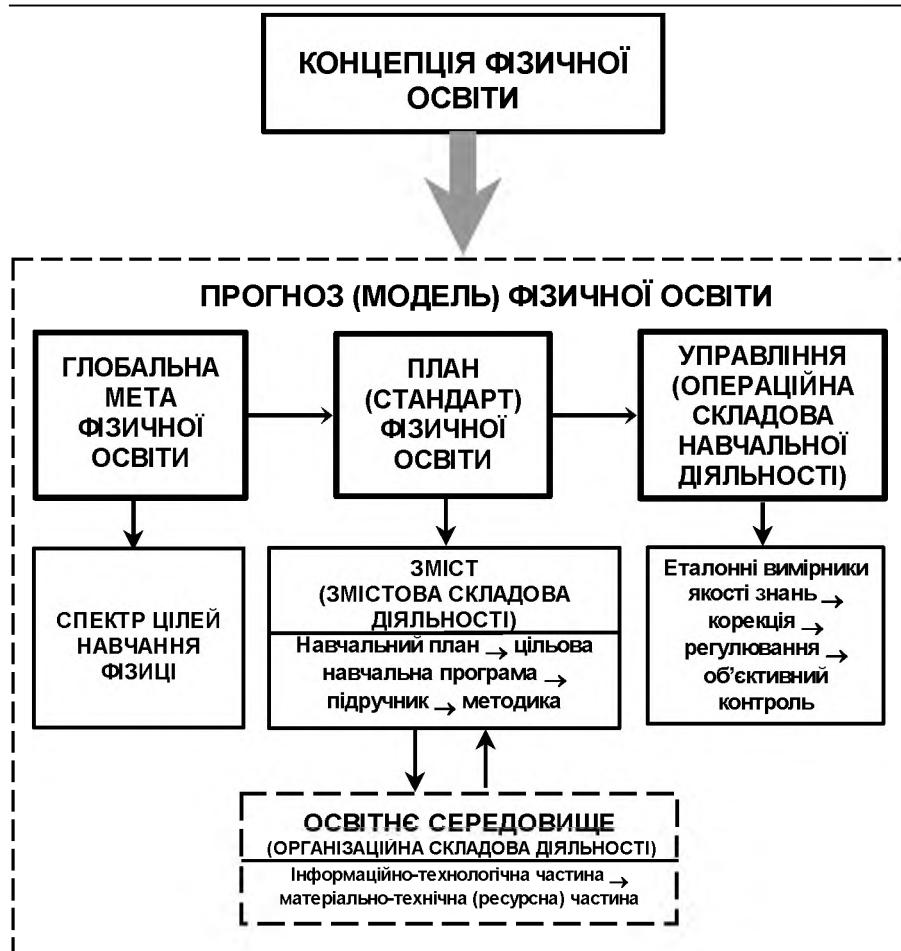 КОНЦЕПЦІЯ ФІЗИЧНОЇ
ОСВІТИ
ПРОГНОЗ (МОДЕЛЬ) ФІЗИЧНОЇ ОСВІТИ
ГЛОБАЛЬНА
МЕТА
ФІЗИЧНОЇ
ОСВІТИ
ПЛАН
(СТАНДАРТ)
ФІЗИЧНОЇ
ОСВІТИ
УПРАВЛІННЯ
(ОПЕРАЦІЙНА
СКЛАДОВА
НАВЧАЛЬНОЇ
ДІЯЛЬНОСТІ)
СПЕКТР ЦІЛЕЙ
НАВЧАННЯ
ФІЗИЦІ
ЗМІСТ
(ЗМІСТОВА СКЛАДОВА
ДІЯЛЬНОСТІ)
Навчальний план → цільова
навчальна програма →
підручник → методика
Еталонні вимірники
якості знань →
корекція →
регулювання →
об’єктивний
контроль
ОСВІТНЄ СЕРЕДОВИЩЕ
(ОРГАНІЗАЦІЙНА СКЛАДОВА ДІЯЛЬНОСТІ)
Інформаційно-технологічна частина →
матеріально-технічна (ресурсна) частина